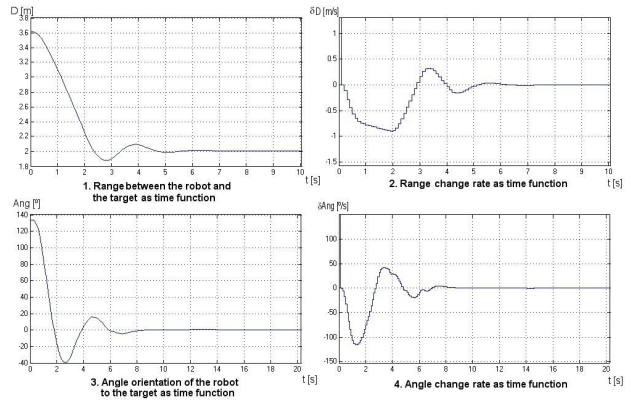 D [m]
3.8
3.6
3.4
3.2
3
2.8
2.6
2.4
2.2
2
1.8
0 1 2 3 4 5 6 7 8 9 10
t [s]
1. Range between the robot and
the target as time function
δD [m/s]
1
0.5
0
-0.5
-1
-1.5
0 1 2 3 4 5 6 7 8 9 10
2. Range change rate as time function
t [s]
Ang [º]
140
120
100
80
60
40
20
0
-20
-40
0 2 4 6 8 10 12 14 16 18 20
t [s]
3. Angle orientation of the robot
to the target as time function
δAng [º/s]
100
50
0
-50
-100
-150
0 2 4 6 8 10 12 14 16 18 20
t [s]
4. Angle change rate as time function